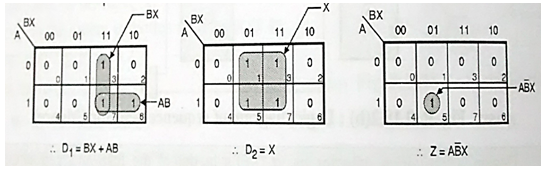 BX
A BX 00 01 11 10
0 0 0 1 0
0 1 3 2
1 0 0 1 1
4 5 7 6
AB
∴ D₁ = BX + AB
X
A BX 00 01 11 10
0 0 1 1 0
0 1 3 2
1 0 1 1 0
4 5 7 6
∴ D₂ = X
A BX 00 01 11 10
0 0 0 0 0
0 1 3 2
AB̅X
1 0 1 0 0
4 5 7 6
∴ Z = AB̅X